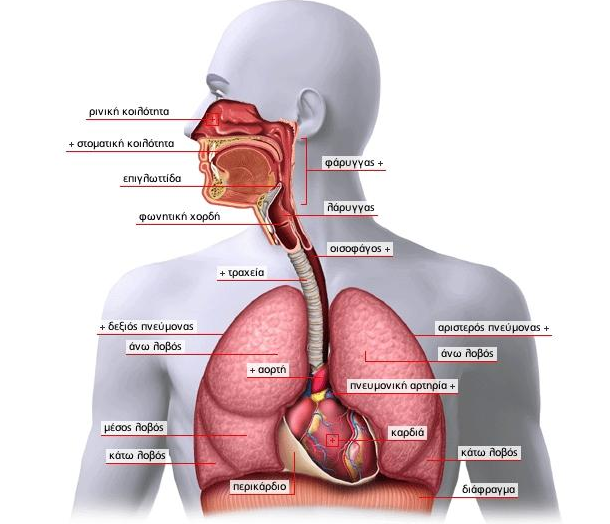 ρινική κοιλότητα
+ στοματική κοιλότητα
επιγλωττίδα
φωνητική χορδή
φάρυγγας +
λάρυγγας
οισοφάγος +
+ τραχεία
+ δεξιός πνεύμονας
άνω λοβός
αριστερός πνεύμονας +
άνω λοβός
+ αορτή
πνευμονική αρτηρία +
μέσος λοβός
καρδιά
κάτω λοβός
κάτω λοβός
περικάρδιο
διάφραγμα